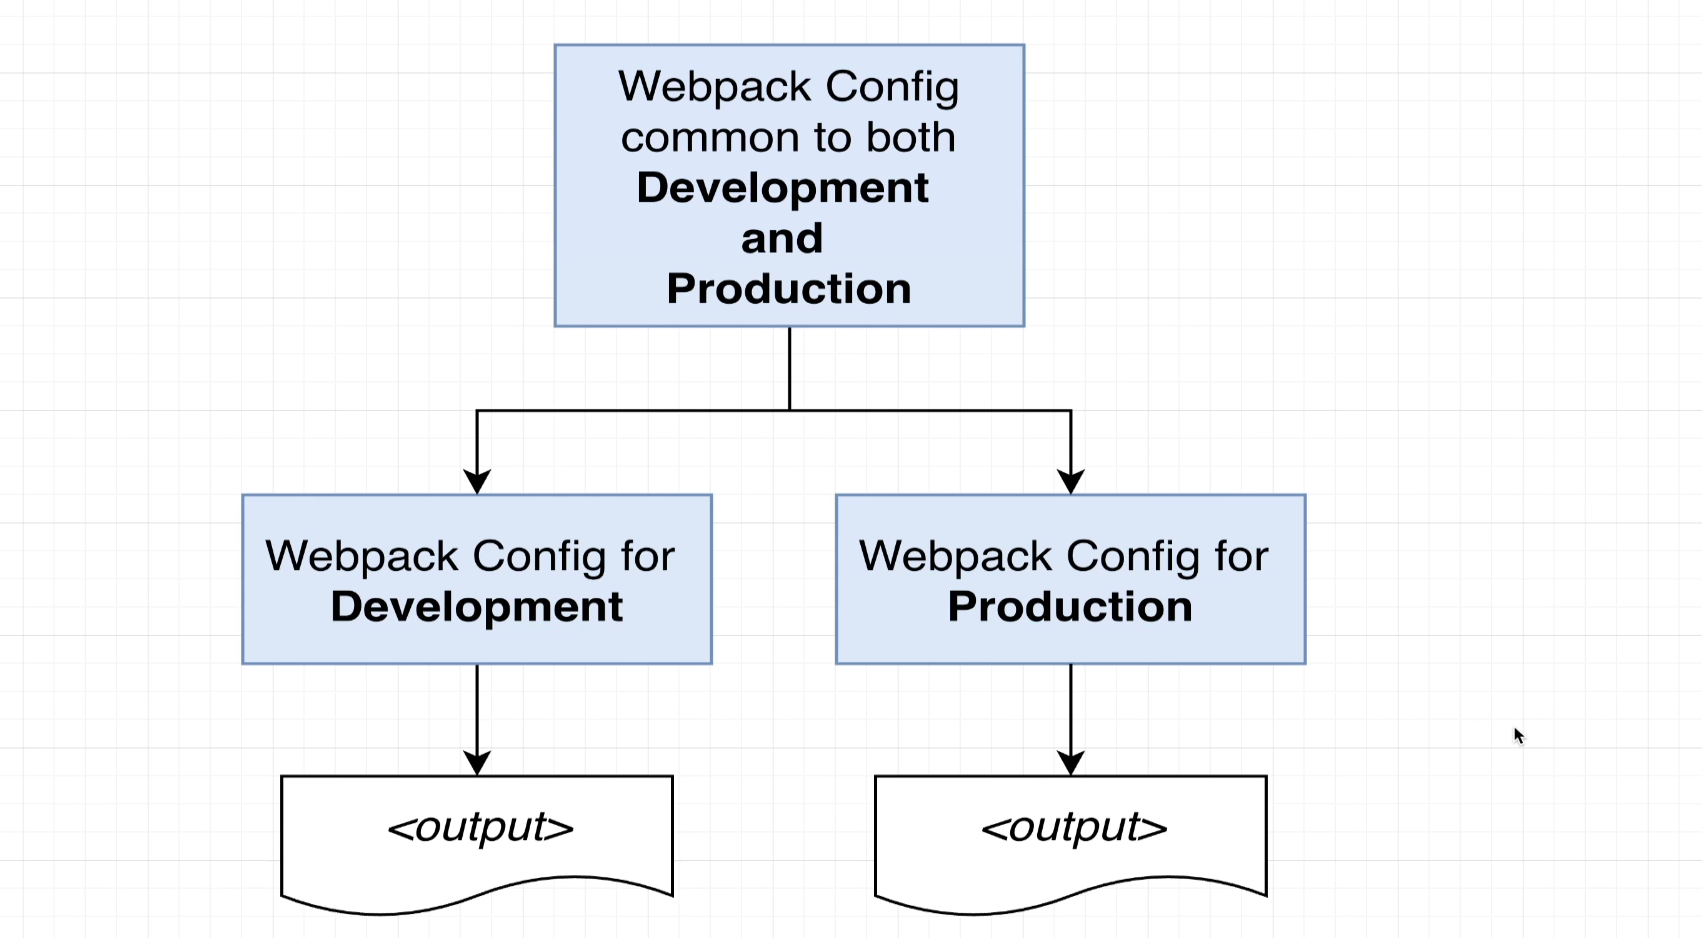 Webpack Config
common to both
Development
and
Production
Webpack Config for
Development
Webpack Config for
Production
<output>
<output>